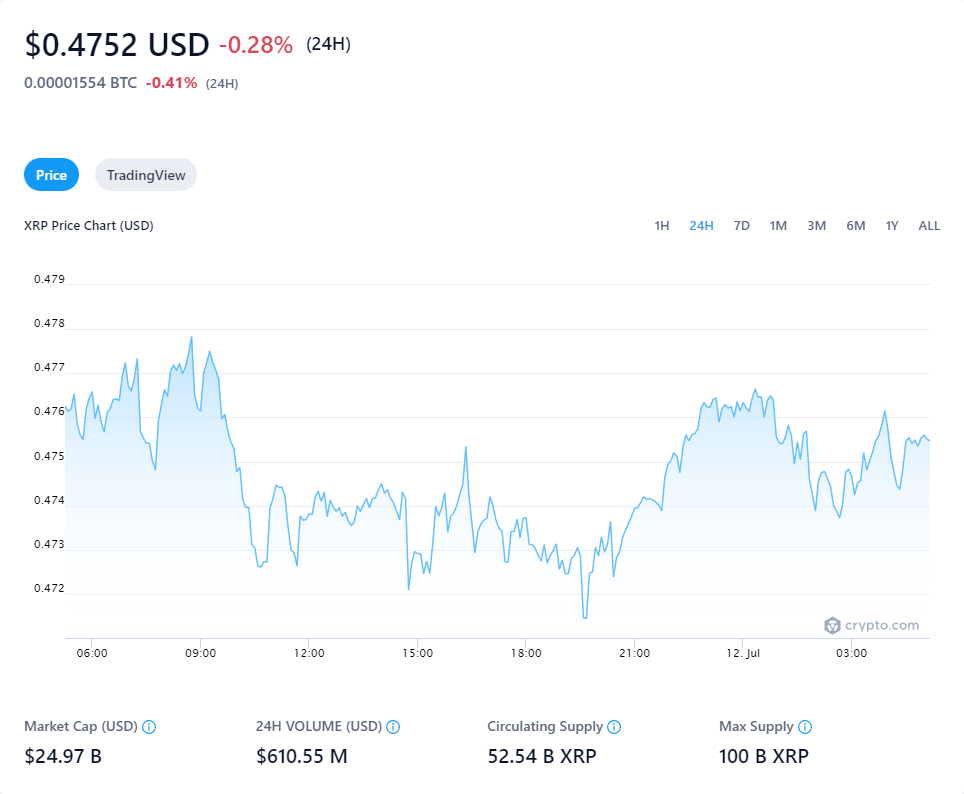 $0.4752 USD -0.28% (24H)
0.00001554 BTC -0.41% (24H)
Price TradingView
XRP Price Chart (USD) 1H 24H 7D 1M 3M 6M 1Y ALL
0.479
0.478
0.477
0.476
0.475
0.474
0.473
0.472
crypto.com
06:00 09:00 12:00 15:00 18:00 21:00 12. Jul 03:00
Market Cap (USD) 24H VOLUME (USD) Circulating Supply Max Supply
$24.97 B $610.55 M 52.54 B XRP 100 B XRP